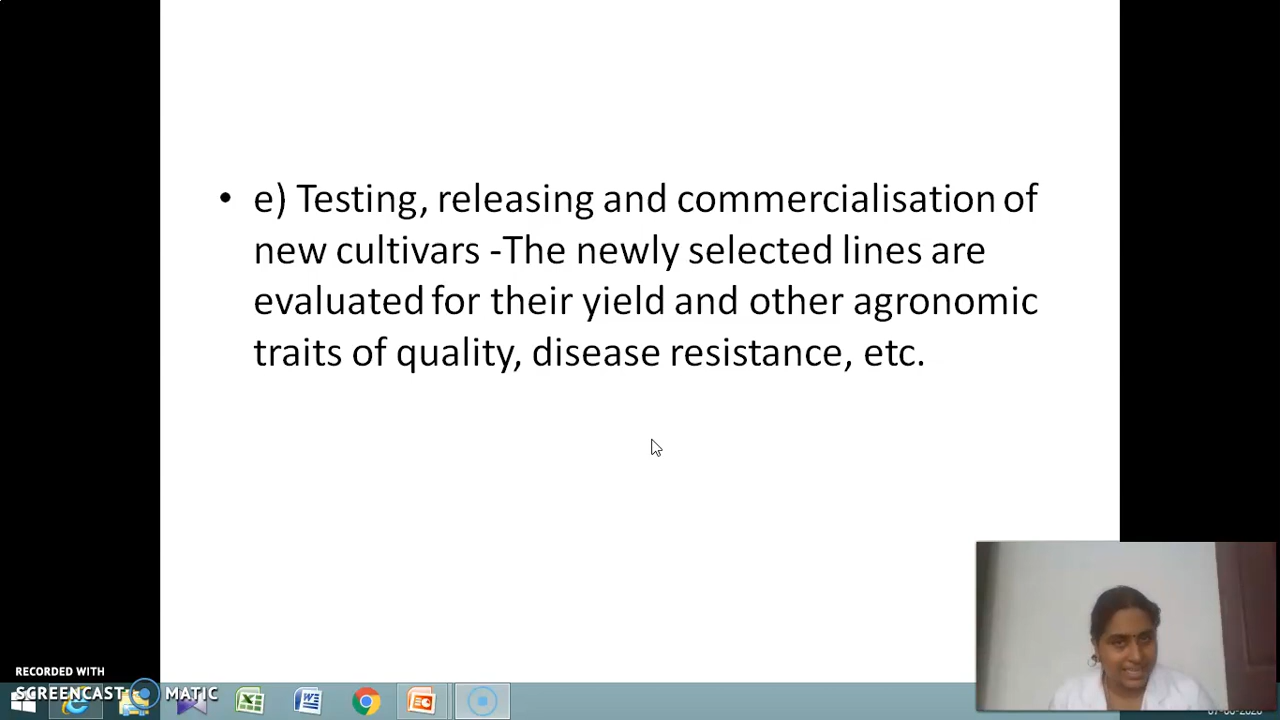 • e) Testing, releasing and commercialisation of
new cultivars -The newly selected lines are
evaluated for their yield and other agronomic
traits of quality, disease resistance, etc.
RECORDED WITH
SCREENCAST MATIC